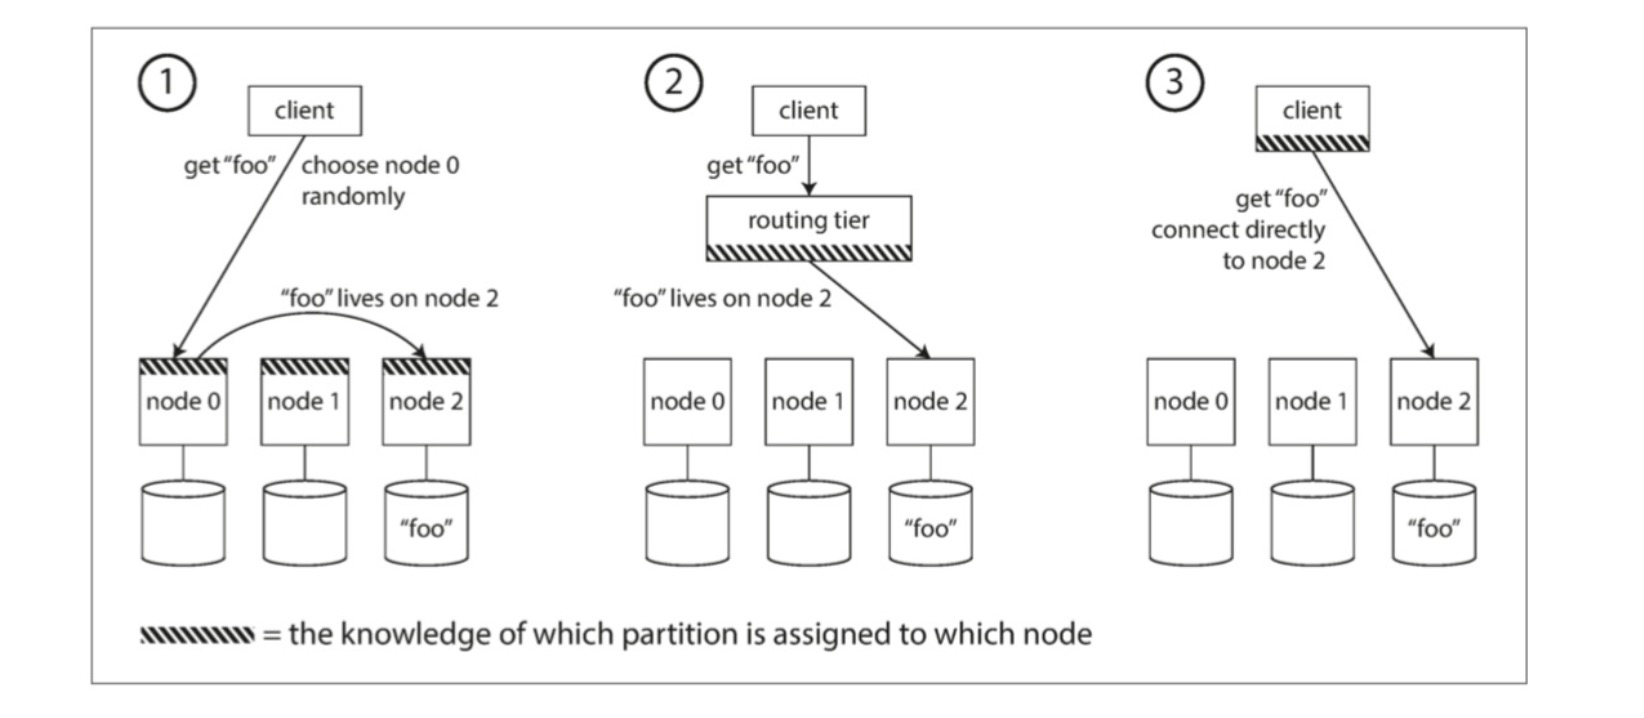 1
client
get “foo”
choose node 0
randomly
“foo” lives on node 2
node 0
node 1
node 2
“foo”
2
client
get “foo”
routing tier
“foo” lives on node 2
node 0
node 1
node 2
“foo”
3
client
get “foo”
connect directly
to node 2
node 0
node 1
node 2
“foo”
= the knowledge of which partition is assigned to which node